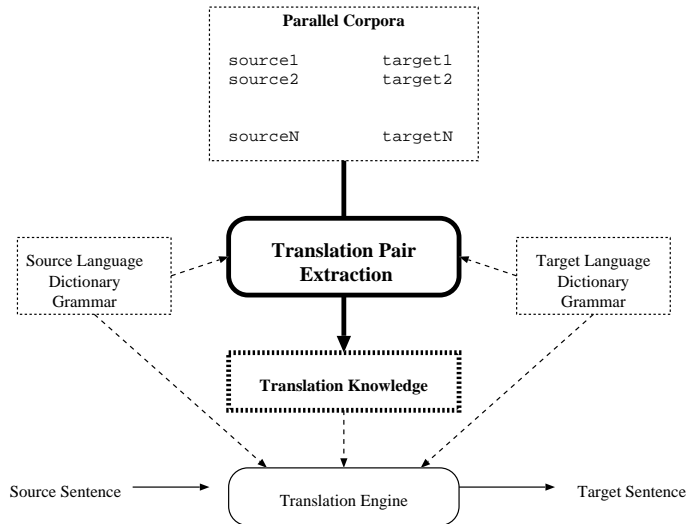 Parallel Corpora
source1 target1
source2 target2
sourceN targetN
Translation Pair
Extraction
Source Language
Dictionary
Grammar
Target Language
Dictionary
Grammar
Translation Knowledge
Source Sentence
Translation Engine
Target Sentence